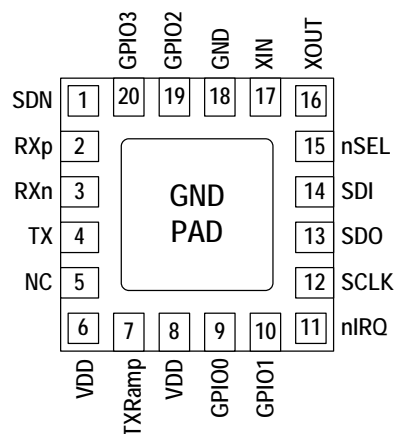 GPIO3 GPIO2 GND XIN XOUT
SDN 1 20 19 18 17 16
RXp 2 15 nSEL
RXn 3 GND 14 SDI
TX 4 PAD 13 SDO
NC 5 12 SCLK
6 7 8 9 10 11 nIRQ
VDD TXRamp VDD GPIO0 GPIO1